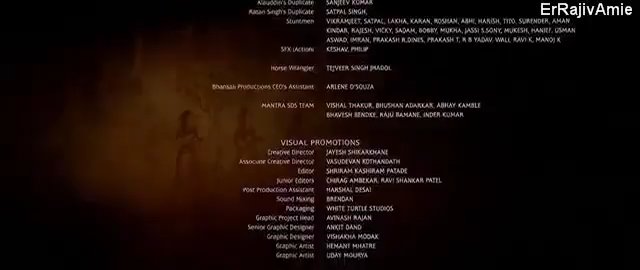 ErRajivAmie
Alauddin's Duplicate SANJEEV KUMAR
Ratan Singh's Duplicate SATPAL SINGH,
Stuntmen VIKRAMJEET, SATPAL, LAKHA, KARAN, ROSHAN, ABHI, HARISH, TITO, SURENDER, AMAN
KINDAR, RAJESH, VICKY, SADAM, BOBBY, MUKHA, JASSI S.SONY, MUKESH, HANIEF, USMAN
ASWAD, IMRAN, PRAKASH R.DINES, PRAKASH T, R B YADAV, WALI, RAVI K, MANOJ K
SFX (Action) KESHAV, PHILIP
Horse Wrangler TEJVEER SINGH
Bhansali Productions CEO's Assistant ARLENE D'SOUZA
MANTRA SDS TEAM VISHAL THAKUR, BHUSHAN ADARKAR, ABHAY KAMBLE
BHAVESH BENDKE, RAJU RAMANE, INDER KUMAR
VISUAL PROMOTIONS
Creative Director JAYESH SHIKARKHANE
Associate Creative Director VASUDEVAN KOTHANDATH
Editor SHRIRAM KASHIRAM PATADE
Junior Editors CHIRAG AMBEKAR, RAVI SHANKAR PATEL
Post Production Assistant HARSHAL DESAI
Sound Mixing BRENDAN
Packaging WHITE TURTLE STUDIOS
Graphic Project Head AVINASH RAJAN
Senior Graphic Designer ANKIT DAND
Graphic Designer VISHAKHA MODAK
Graphic Artist HEMANT MHATRE
Graphic Artist UDAY MOURYA